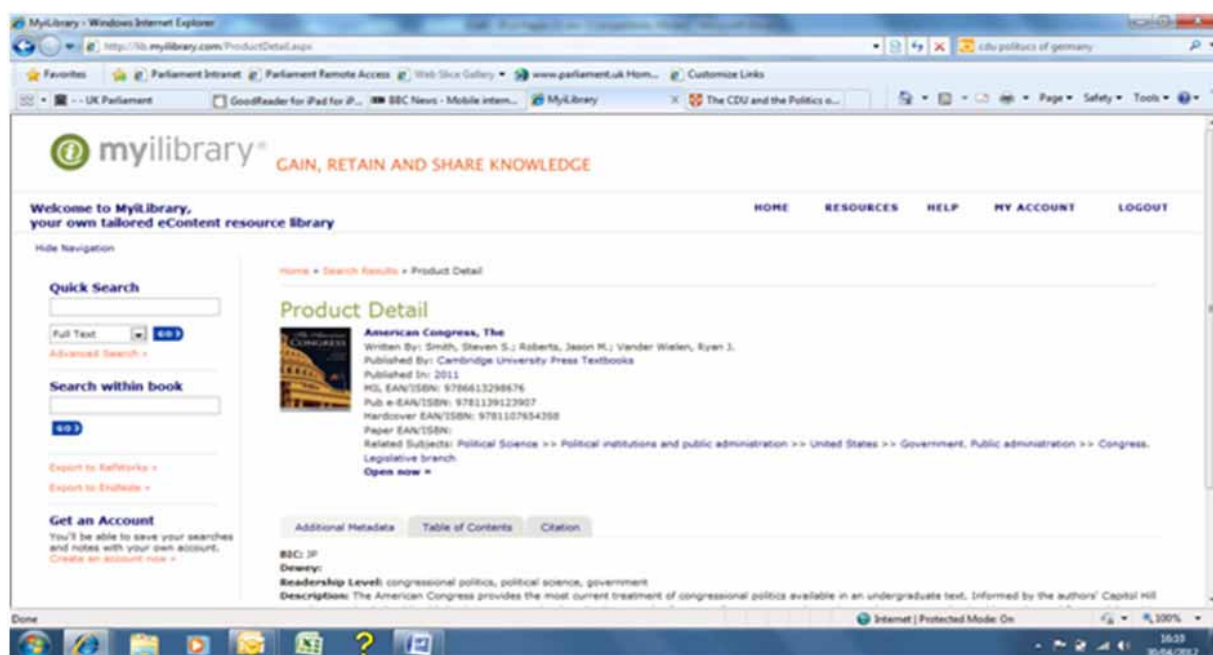 MyiLibrary - Windows Internet Explorer
http://lib.myilibrary.com/ProductDetail.aspx
cdu politucs of germany
Favorites Parliament Intranet Parliament Remote Access Web Slice Gallery www.parliament.uk Hom... Customize Links
-- UK Parliament GoodReader for iPad for iP... BBC News - Mobile intern... MyiLibrary The CDU and the Politics o... Page Safety Tools
myilibrary® GAIN, RETAIN AND SHARE KNOWLEDGE
Welcome to MyiLibrary,
your own tailored eContent resource library
HOME RESOURCES HELP MY ACCOUNT LOGOUT
Hide Navigation
Home » Search Results » Product Detail
Quick Search
Full Text GO
Advanced Search »
Search within book
GO
Export to RefWorks »
Export to EndNote »
Get an Account
You'll be able to save your searches
and notes with your own account.
Create an account now »
Product Detail
CONGRESS
American Congress, The
Written By: Smith, Steven S.; Roberts, Jason M.; Vander Wielen, Ryan J.
Published By: Cambridge University Press Textbooks
Published In: 2011
MIL EAN/ISBN: 9786613298676
Pub e-EAN/ISBN: 9781139123907
Hardcover EAN/ISBN:
Paper EAN/ISBN:
Related Subjects: Political Science >> Political institutions and public administration >> United States >> Government. Public administration >> Congress.
Legislative branch
Open now »
Additional Metadata Table of Contents Citation
BIC: JP
Dewey:
Readership Level: congressional politics, political science, government
Description: The American Congress provides the most current treatment of congressional politics available in an undergraduate text. Informed by the authors' Capitol Hill
Done
Internet | Protected Mode: On
100%
16:10
30/04/2012